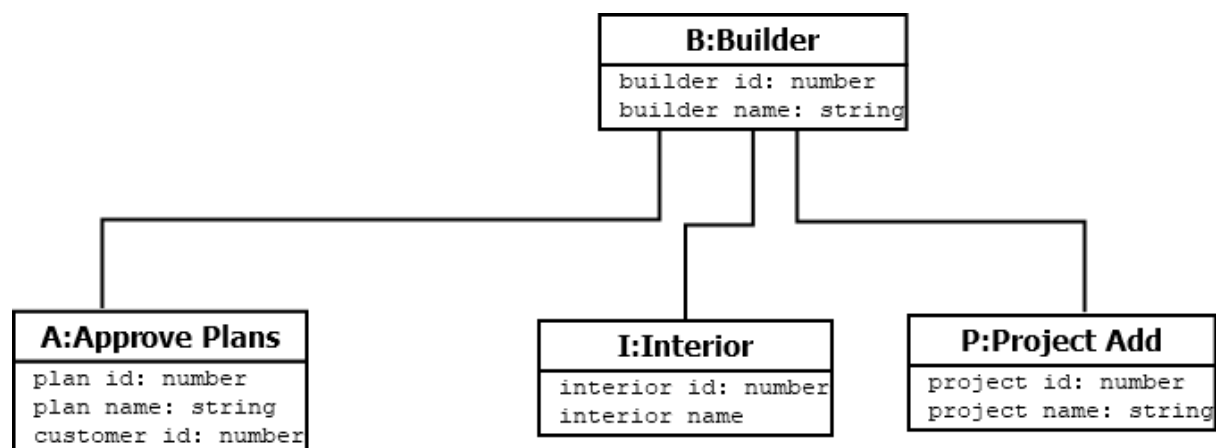 B:Builder
builder id: number
builder name: string
A:Approve Plans
plan id: number
plan name: string
customer id: number
I:Interior
interior id: number
interior name
P:Project Add
project id: number
project name: string